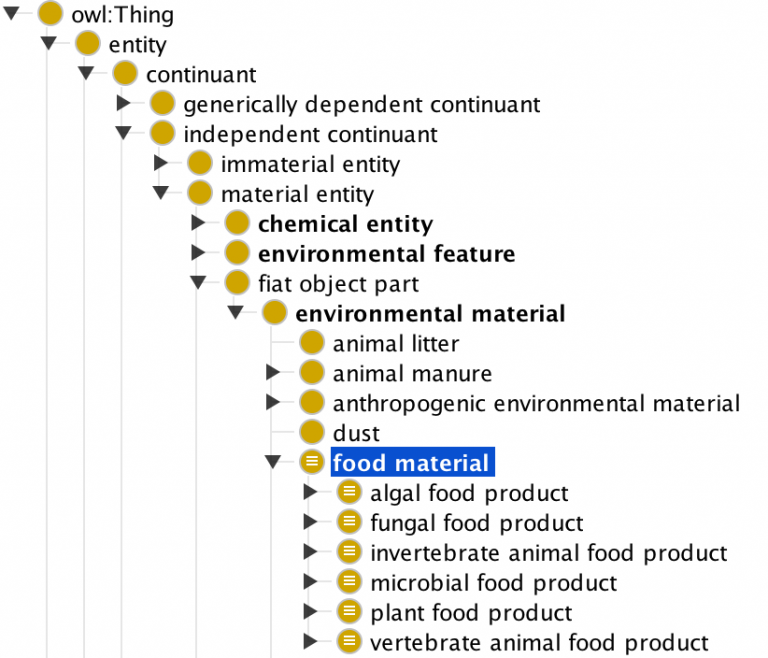 owl:Thing
entity
continuant
generically dependent continuant
independent continuant
immaterial entity
material entity
chemical entity
environmental feature
fiat object part
environmental material
animal litter
animal manure
anthropogenic environmental material
dust
food material
algal food product
fungal food product
invertebrate animal food product
microbial food product
plant food product
vertebrate animal food product